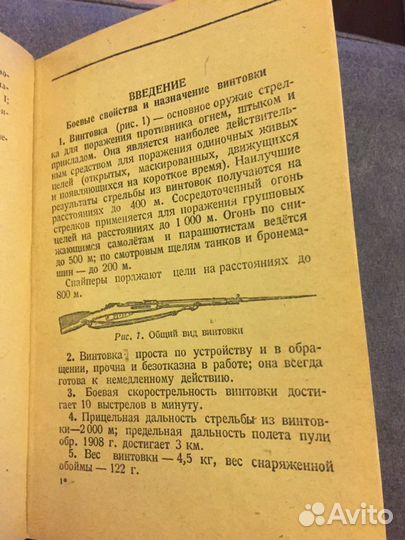 ВВЕДЕНИЕ
Боевые свойства и назначение винтовки
1. Винтовка (рис. 1) — основное оружие стрел-
ка для поражения противника огнем, штыком и
прикладом. Она является наиболее действитель-
ным средством для поражения одиночных живых
целей (открытых, маскированных, движущихся
и появляющихся на короткое время). Наилучшие
результаты стрельбы из винтовок получаются на
расстояниях до 400 м. Сосредоточенный огонь
стрелков применяется для поражения групповых
целей на расстояниях до 1 000 м. Огонь по сни-
жающимся самолётам и парашютистам ведётся
до 500 м; по смотровым щелям танков и бронема-
шин — до 200 м.
Снайперы поражают цели на расстояниях до
800 м.
Рис. 1. Общий вид винтовки
2. Винтовка проста по устройству и в обра-
щении, прочна и безотказна в работе; она всегда
готова к немедленному действию.
3. Боевая скорострельность винтовки дости-
гает 10 выстрелов в минуту.
4. Прицельная дальность стрельбы из винтов-
ки—2 000 м; предельная дальность полета пули
обр. 1908 г. достигает 3 км.
5. Вес винтовки — 4,5 кг, вес снаряженной
обоймы — 122 г.
1*
Avito